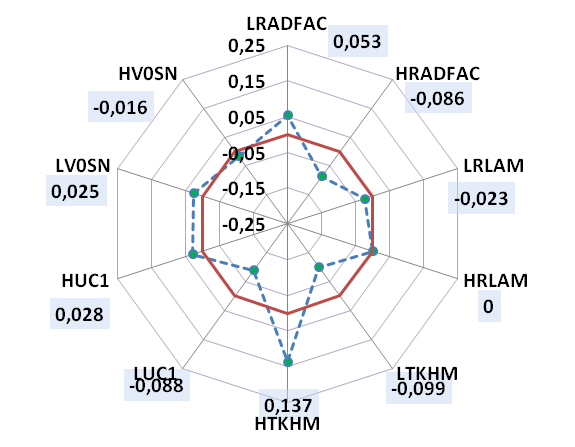 LRADFAC
0,053
0,25
HV0SN
HRADFAC
0,15
-0,016
-0,086
0,05
LV0SN
-0,05
LRLAM
0,025
-0,15
-0,023
-0,25
HUC1
HRLAM
0,028
0
LUC1
LTKHM
-0,088
-0,099
0,137
HTKHM